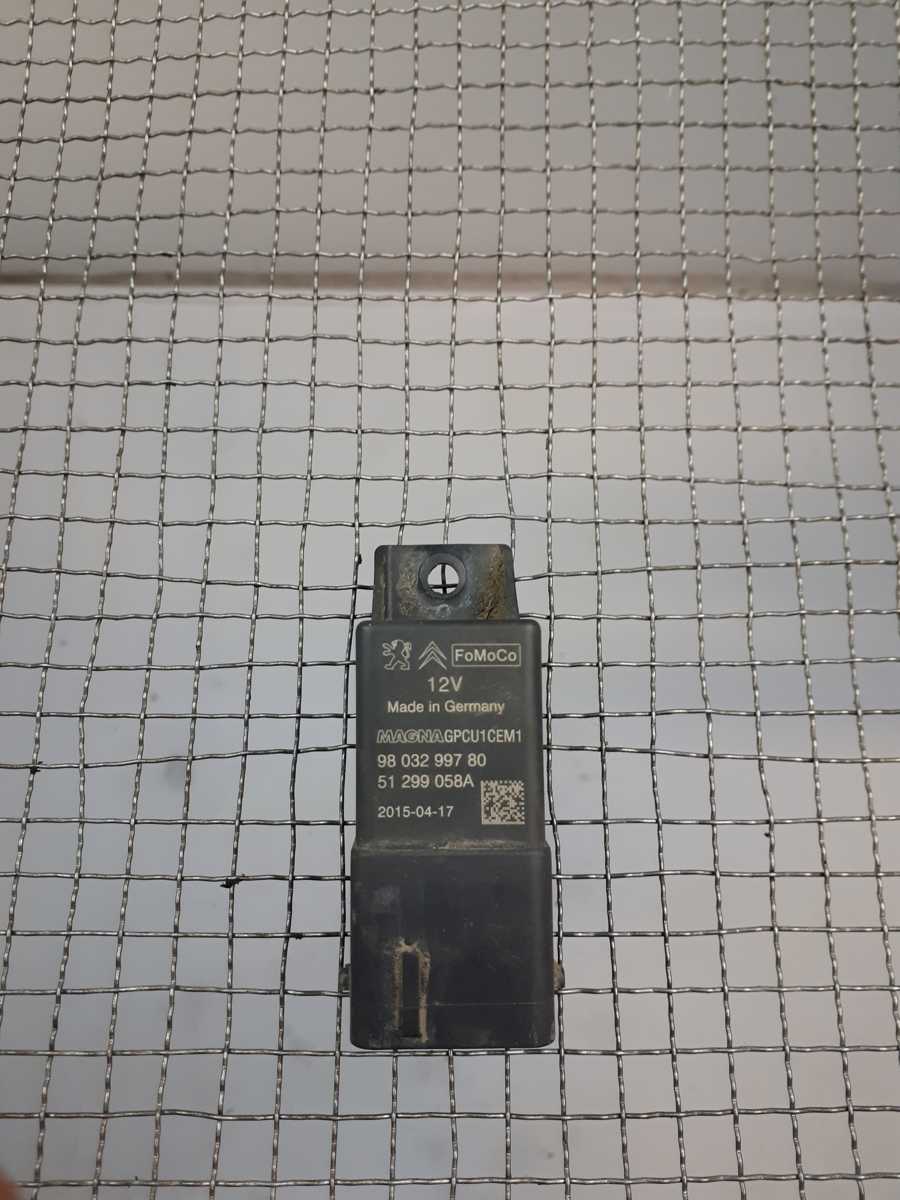 FoMoCo
12V
Made in Germany
MAGNA GPCU1CEM1
98 032 997 80
51 299 058A
2015-04-17